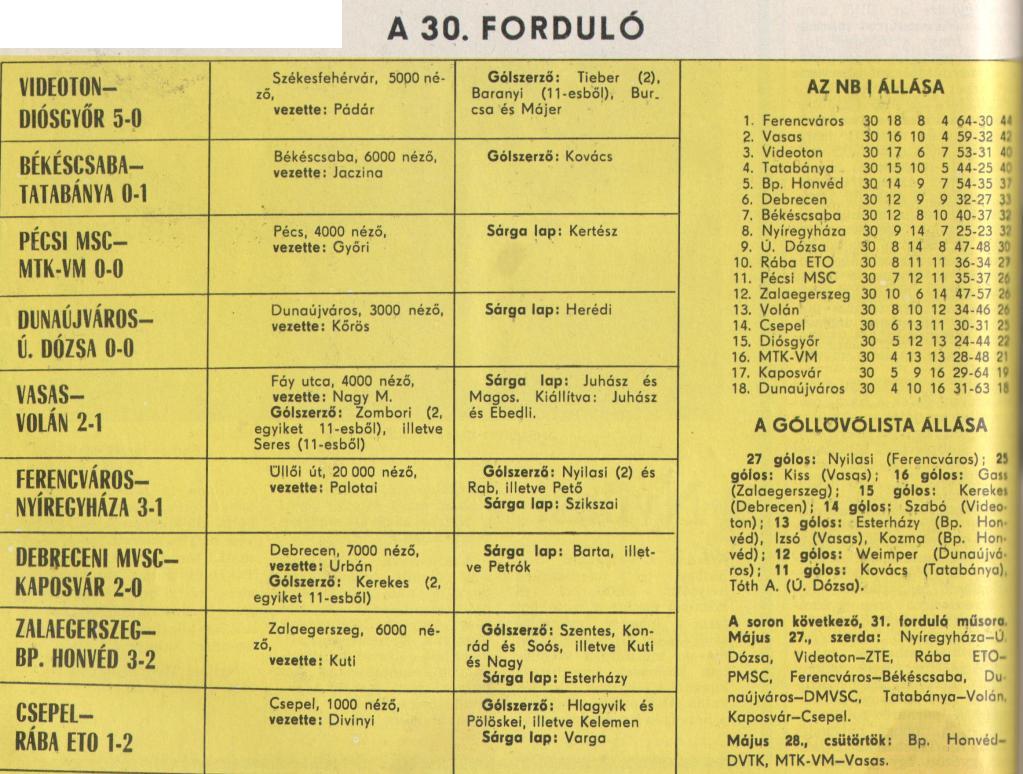 A 30. FORDULÓ
VIDEOTON—
DIÓSGYŐR 5-0
Székesfehérvár, 5000 né-
ző,
vezette: Pádár
Gólszerző: Tieber (2),
Baranyi (11-esből), Bur-
csa és Májer
BÉKÉSCSABA—
TATABÁNYA 0-1
Békéscsaba, 6000 néző,
vezette: Jaczina
Gólszerző: Kovács
PÉCSI MSC—
MTK-VM 0-0
Pécs, 4000 néző,
vezette: Győri
Sárga lap: Kertész
DUNAÚJVÁROS—
Ú. DÓZSA 0-0
Dunaújváros, 3000 néző,
vezette: Kőrös
Sárga lap: Herédi
VASAS—
VOLÁN 2-1
Fáy utca, 4000 néző,
vezette: Nagy M.
Gólszerző: Zombori (2,
egyiket 11-esből), illetve
Seres (11-esből)
Sárga lap: Juhász és
Magos. Kiállítva: Juhász
és Ebedli.
FERENCVÁROS—
NYÍREGYHÁZA 3-1
Üllői út, 20 000 néző,
vezette: Palotai
Gólszerző: Nyilasi (2) és
Rab, illetve Pető
Sárga lap: Szikszai
DEBRECENI MVSC—
KAPOSVÁR 2-0
Debrecen, 7000 néző,
vezette: Urbán
Gólszerző: Kerekes (2,
egyiket 11-esből)
Sárga lap: Barta, illet-
ve Petrók
ZALAEGERSZEG—
BP. HONVÉD 3-2
Zalaegerszeg, 6000 né-
ző,
vezette: Kuti
Gólszerző: Szentes, Kon-
rád és Soós, illetve Kuti
és Nagy
Sárga lap: Esterházy
CSEPEL—
RÁBA ETO 1-2
Csepel, 1000 néző,
vezette: Divinyi
Gólszerző: Hlagyvik és
Pölöskei, illetve Kelemen
Sárga lap: Varga
AZ NB I ÁLLÁSA
1. Ferencváros 30 18 8 4 64-30 44
2. Vasas 30 16 10 4 59-32 42
3. Videoton 30 17 6 7 53-31 40
4. Tatabánya 30 15 10 5 44-25 40
5. Bp. Honvéd 30 14 9 7 54-35 37
6. Debrecen 30 12 9 9 32-27 33
7. Békéscsaba 30 12 8 10 40-37 32
8. Nyíregyháza 30 9 14 7 25-23 32
9. Ú. Dózsa 30 8 14 8 47-48 30
10. Rába ETO 30 8 11 11 36-34 27
11. Pécsi MSC 30 7 12 11 35-37 26
12. Zalaegerszeg 30 10 6 14 47-57 26
13. Volán 30 8 10 12 34-46 26
14. Csepel 30 6 13 11 30-31 25
15. Diósgyőr 30 5 12 13 24-44 22
16. MTK-VM 30 4 13 13 28-48 21
17. Kaposvár 30 5 9 16 29-64 19
18. Dunaújváros 30 4 10 16 31-63 18
A GÓLLÖVŐLISTA ÁLLÁSA
27 gólos: Nyilasi (Ferencváros); 25
gólos: Kiss (Vasas); 16 gólos: Gass
(Zalaegerszeg); 15 gólos: Kerekes
(Debrecen); 14 gólos: Szabó (Video-
ton); 13 gólos: Esterházy (Bp. Hon-
véd), Izsó (Vasas), Kozma (Bp. Hon-
véd); 12 gólos: Weimper (Dunaújvá-
ros); 11 gólos: Kovács (Tatabánya),
Tóth A. (Ú. Dózsa).
A soron következő, 31. forduló műsora.
Május 27., szerda: Nyíregyháza–Ú.
Dózsa, Videoton–ZTE, Rába ETO–
PMSC, Ferencváros–Békéscsaba, Du-
naújváros–DMVSC, Tatabánya–Volán,
Kaposvár–Csepel.
Május 28., csütörtök: Bp. Honvéd–
DVTK, MTK-VM–Vasas.